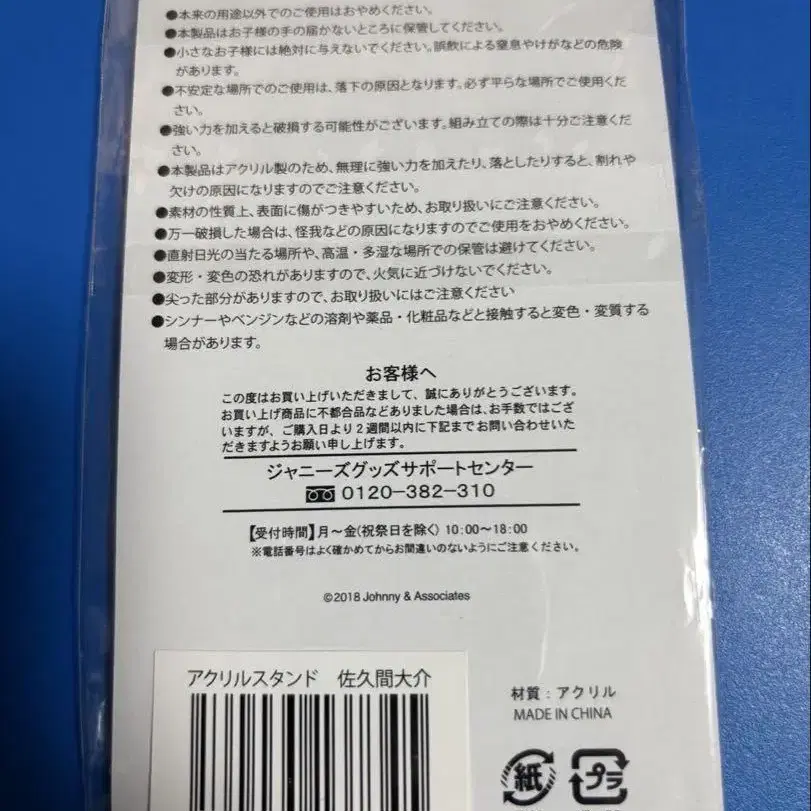 ●本来の用途以外でのご使用はおやめください。
●本製品はお子様の手の届かないところに保管してください。
●小さなお子様には絶対に与えないでください。誤飲による窒息やけがなどの危険
があります。
●不安定な場所でのご使用は、落下の原因となります。必ず平らな場所でご使用くだ
さい。
●強い力を加えると破損する可能性がございます。組み立ての際は十分ご注意くだ
さい。
●本製品はアクリル製のため、無理に強い力を加えたり、落としたりすると、割れや
欠けの原因になりますのでご注意ください。
●素材の性質上、表面に傷がつきやすいため、お取り扱いにご注意ください。
●万一破損した場合は、怪我などの原因になりますのでご使用をおやめください。
●直射日光の当たる場所や、高温・多湿な場所での保管は避けてください。
●変形・変色の恐れがありますので、火気に近づけないでください。
●尖った部分がありますので、お取り扱いにはご注意ください
●シンナーやベンジンなどの溶剤や薬品・化粧品などと接触すると変色・変質する
場合があります。
お客様へ
この度はお買い上げいただきまして、誠にありがとうございます。
お買い上げ商品に不都合品などありました場合は、お手数ではござ
いますが、ご購入日より2週間以内に下記までお問い合わせいた
だきますようお願い申し上げます。
ジャニーズグッズサポートセンター
0120-382-310
【受付時間】月〜金(祝祭日を除く) 10:00〜18:00
※電話番号はよく確かめてからお間違いのないようにご注意ください。
©2018 Johnny & Associates
アクリルスタンド 佐久間大介
材質：アクリル
MADE IN CHINA
紙 プラ